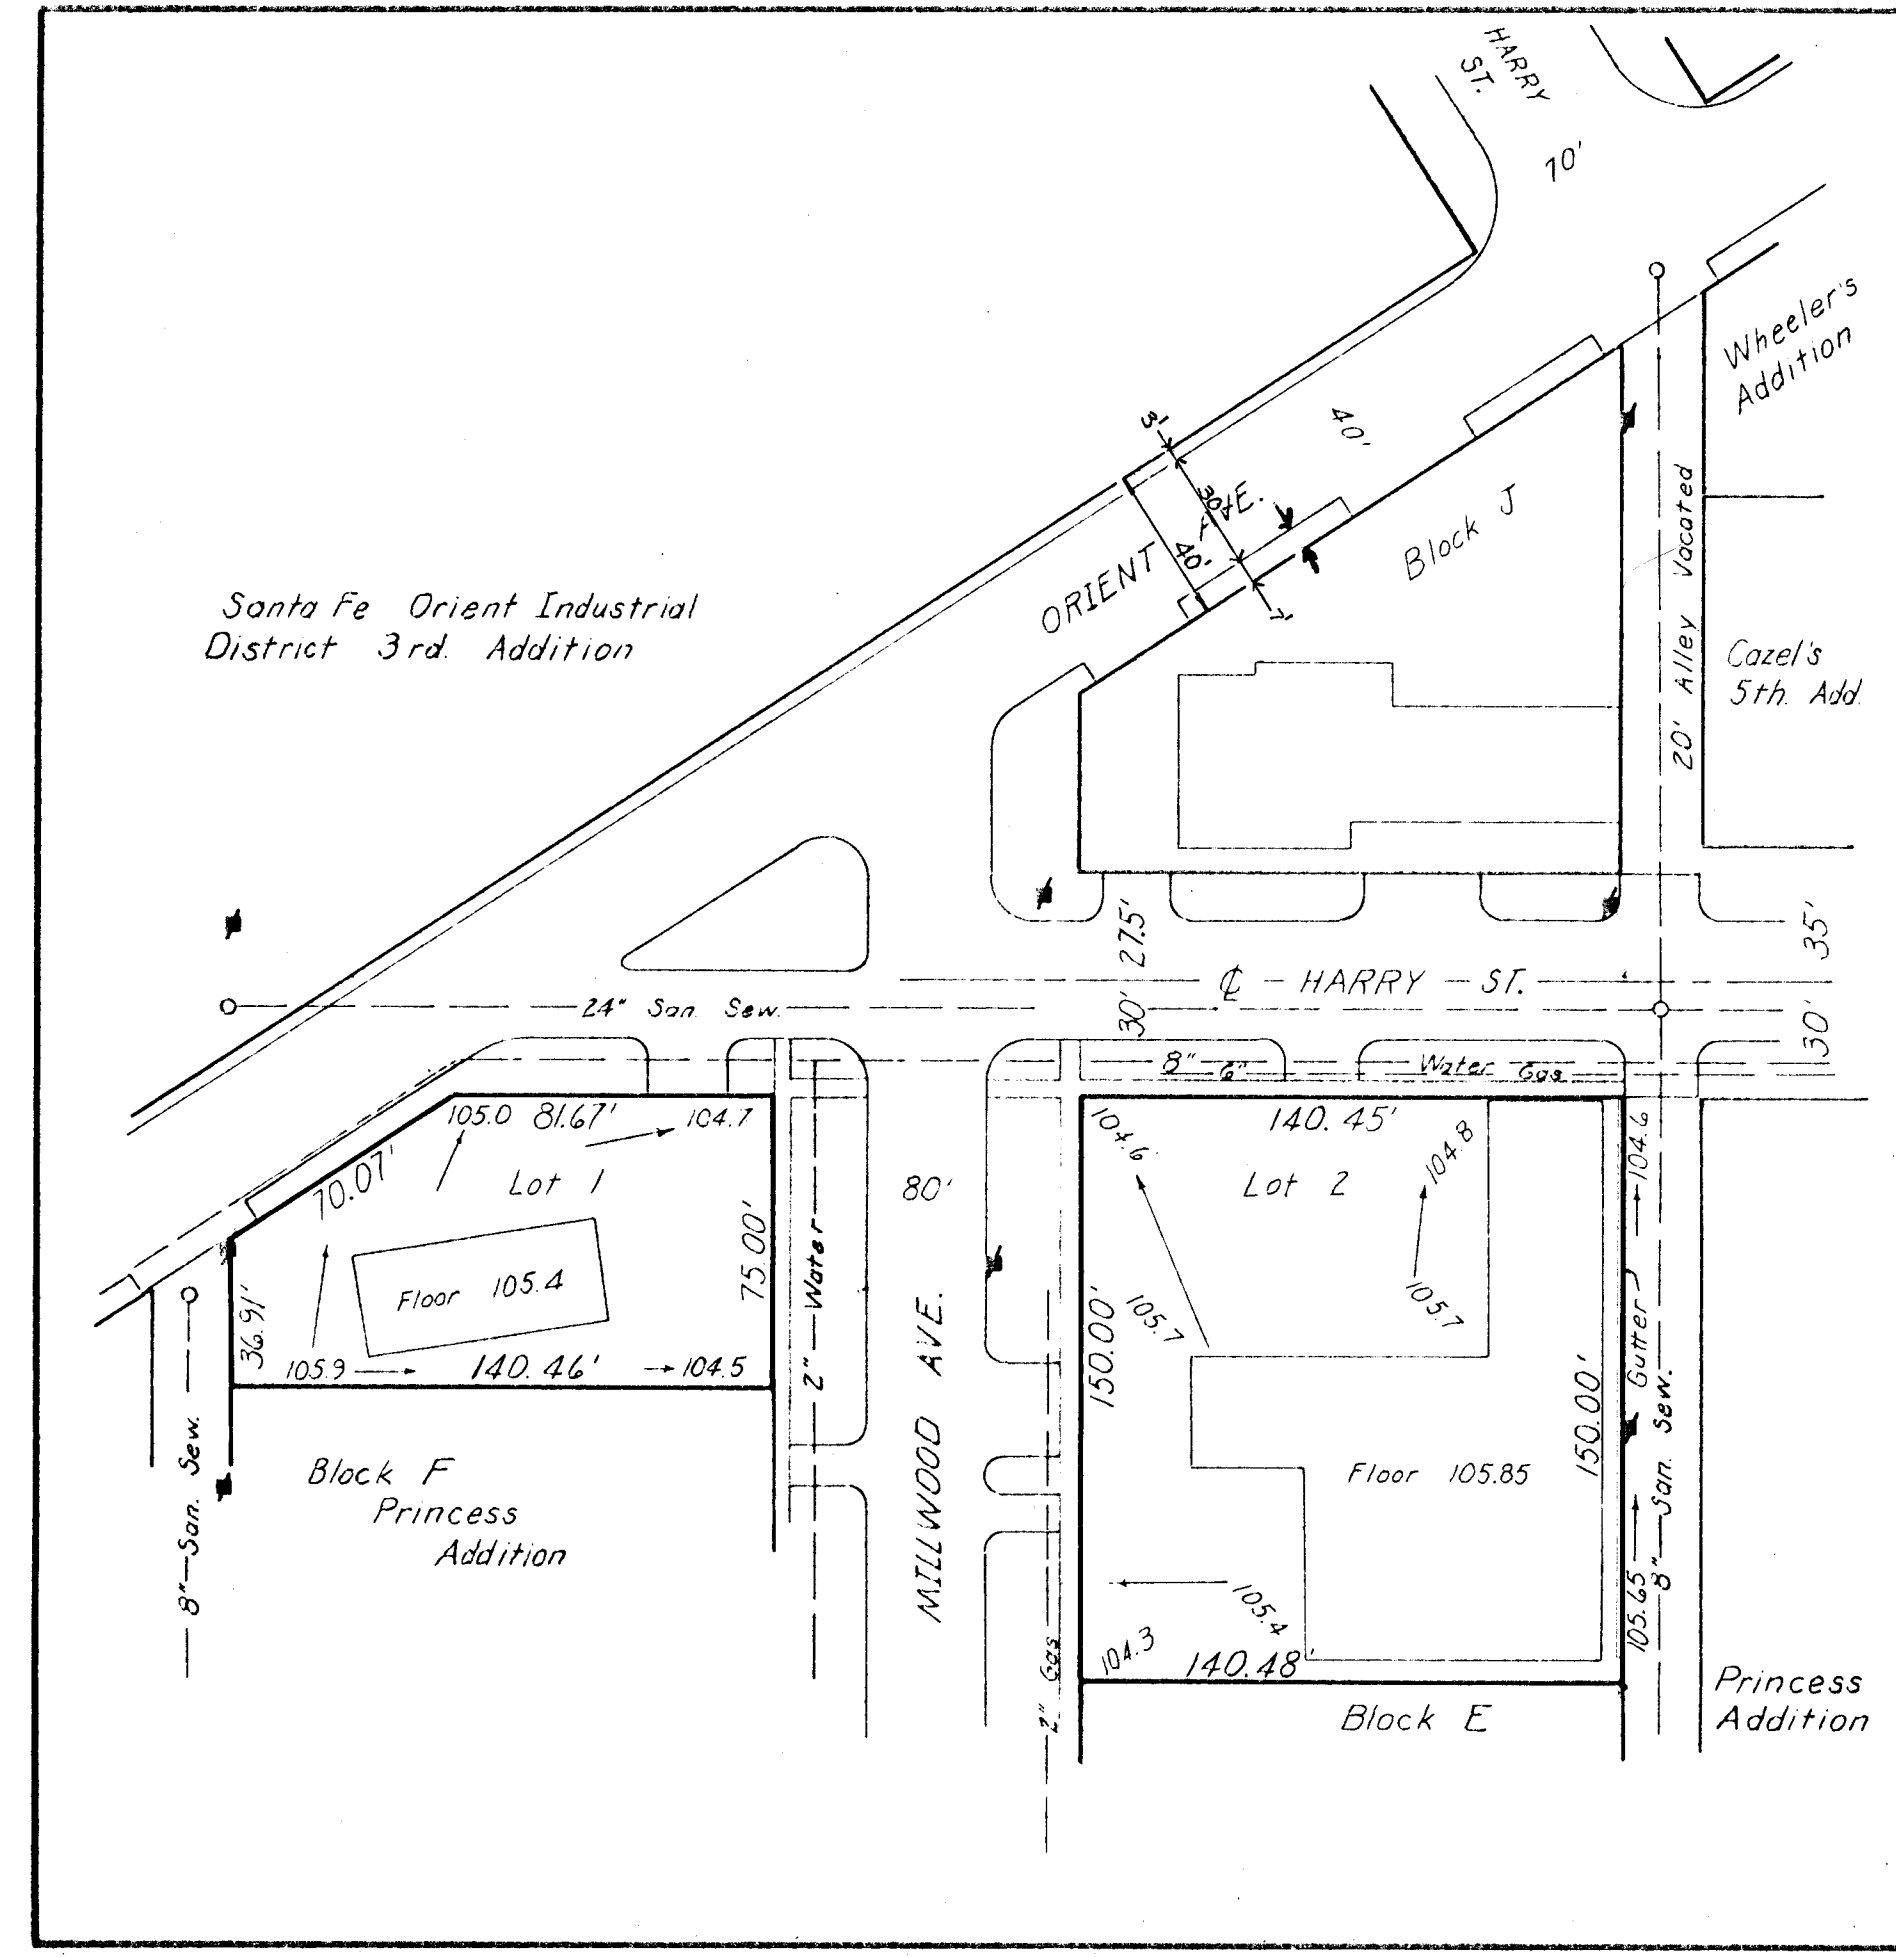 HARRY
ST.
70'
Wheeler's
Addition
3'
40'
30'
ORIENT AVE.
40'
7'
Block J
20' Alley Vacated
Santa Fe Orient Industrial
District 3rd. Addition
Cazel's
5th. Add.
27.5'
35'
℄ HARRY ST.
24" San. Sew.
30'
30'
8" Water
6" Gas
105.0 81.67' 104.7
70.07'
Lot 1
75.00'
2" Water
80'
Floor 105.4
36.91'
105.9 140.46' 104.5
8" San. Sew.
Block F
Princess
Addition
MILLWOOD AVE.
2" Gas
104.6
140.45'
104.8
104.6
Lot 2
105.7
105.7
150.00'
150.00'
Gutter
8" San. Sew.
Floor 105.85
105.4
105.65
104.3
140.48'
Block E
Princess
Addition